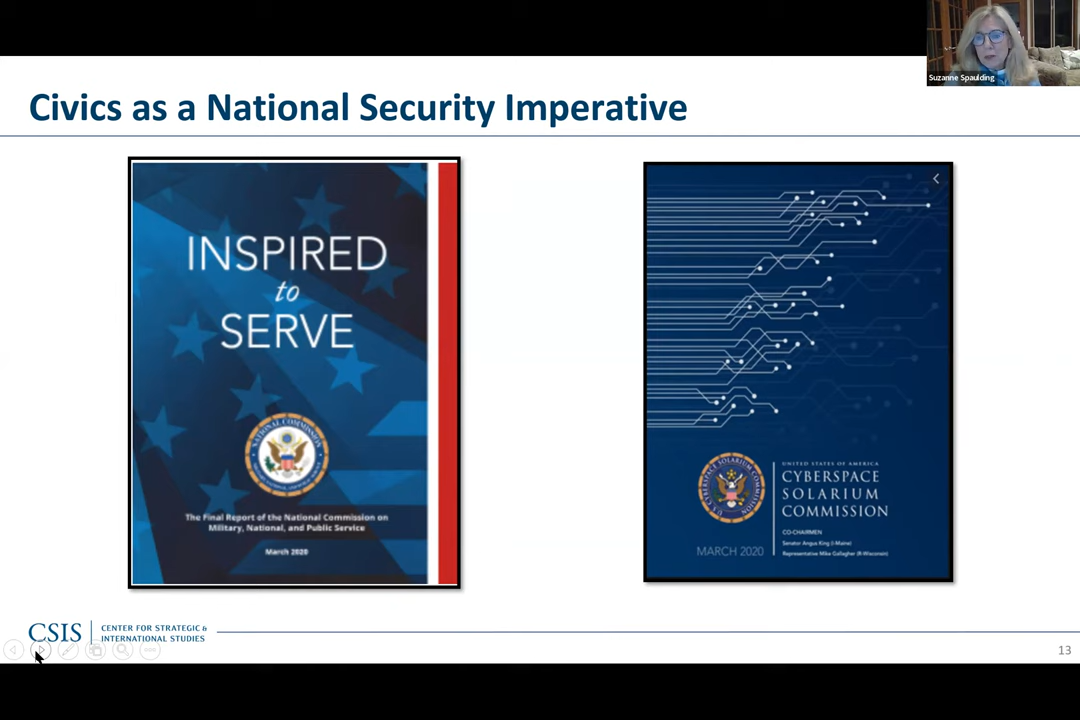 Suzanne Spaulding
Civics as a National Security Imperative
INSPIRED
to
SERVE
The Final Report of the National Commission on
Military, National, and Public Service
March 2020
UNITED STATES OF AMERICA
CYBERSPACE
SOLARIUM
COMMISSION
CO-CHAIRMEN
Senator Angus King (I-Maine)
Representative Mike Gallagher (R-Wisconsin)
MARCH 2020
CSIS
CENTER FOR STRATEGIC &
INTERNATIONAL STUDIES
13